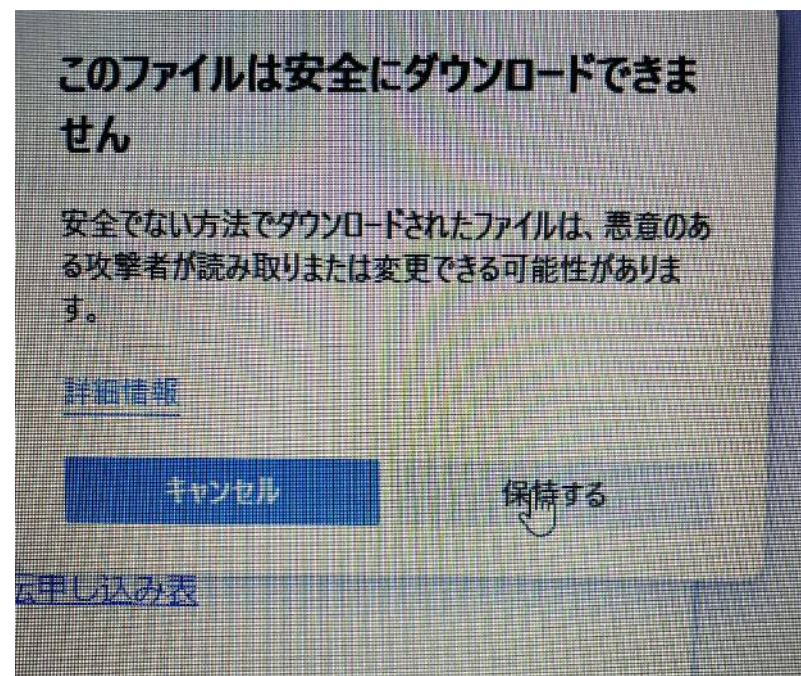 このファイルは安全にダウンロードできま
せん
安全でない方法でダウンロードされたファイルは、悪意のあ
る攻撃者が読み取りまたは変更できる可能性がありま
す。
詳細情報
キャンセル
保持する
申し込み表